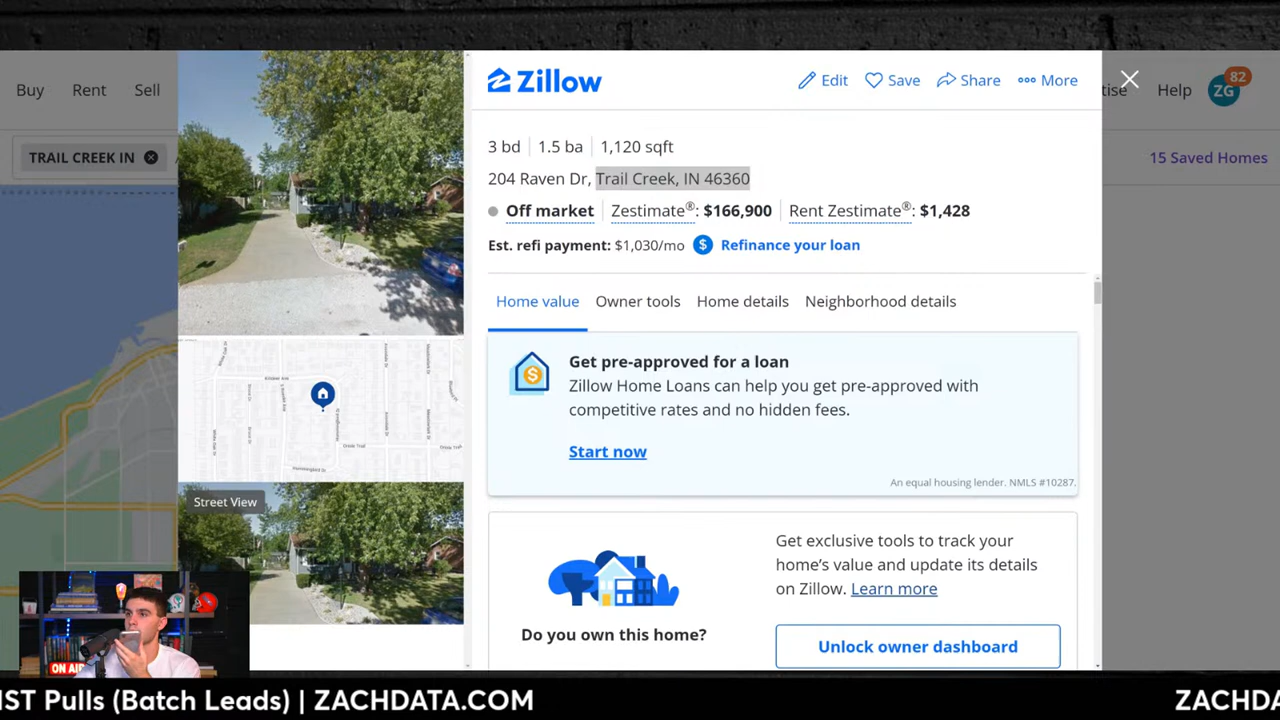 Buy Rent Sell
TRAIL CREEK IN
Zillow
Edit Save Share More
Help
ZG
82
15 Saved Homes
3 bd 1.5 ba 1,120 sqft
204 Raven Dr, Trail Creek, IN 46360
Off market Zestimate®: $166,900 Rent Zestimate®: $1,428
Est. refi payment: $1,030/mo $ Refinance your loan
Home value Owner tools Home details Neighborhood details
Get pre-approved for a loan
Zillow Home Loans can help you get pre-approved with
competitive rates and no hidden fees.
Start now
An equal housing lender. NMLS #10287.
Street View
Get exclusive tools to track your
home’s value and update its details
on Zillow. Learn more
Do you own this home?
Unlock owner dashboard
ON AIR
IST Pulls (Batch Leads) | ZACHDATA.COM
ZACHDA